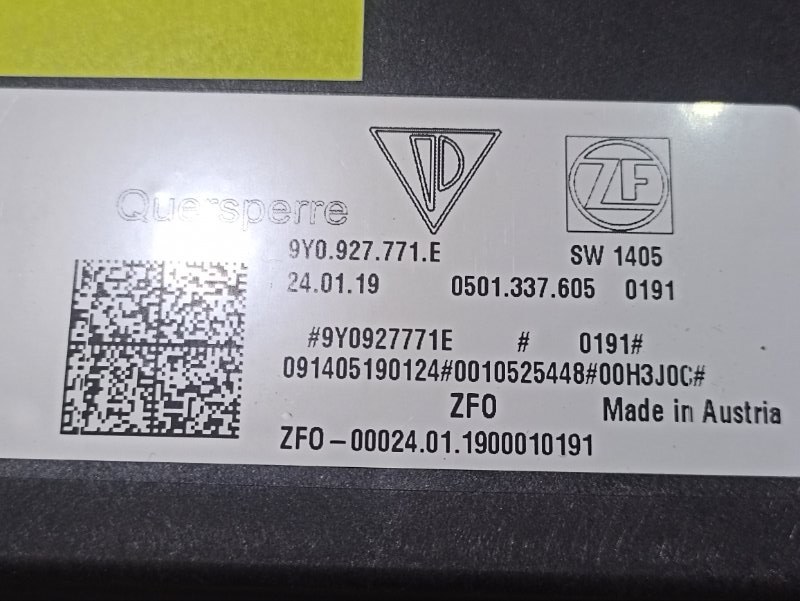 Quersperre
ZF
9Y0.927.771.E SW 1405
24.01.19 0501.337.605 0191
#9Y0927771E # 0191#
091405190124#0010525448#00H3J0C#
ZFO Made in Austria
ZFO-00024.01.1900010191